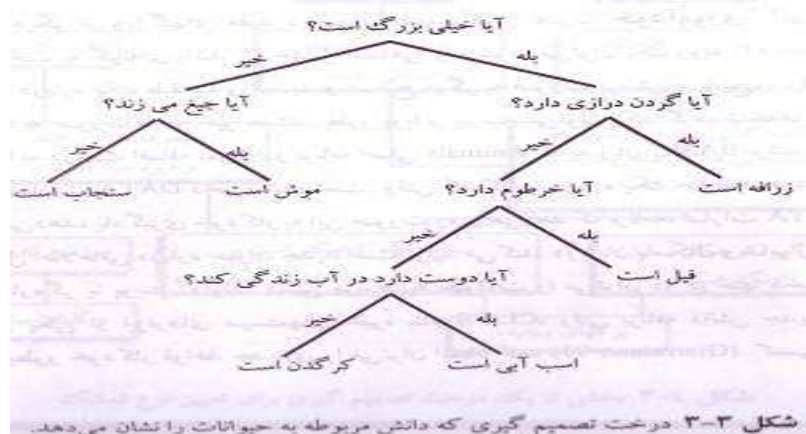 آیا خیلی بزرگ است؟
بله خیر
آیا گردن درازی دارد؟ آیا جیغ می زند؟
بله خیر بله خیر
زرافه است آیا خرطوم دارد؟ موش است سنجاب است
بله خیر
فیل است آیا دوست دارد در آب زندگی کند؟
بله خیر
اسب آبی است کرگدن است
شکل ۳-۳ درخت تصمیم گیری که دانش مربوطه به حیوانات را نشان می‌دهد.